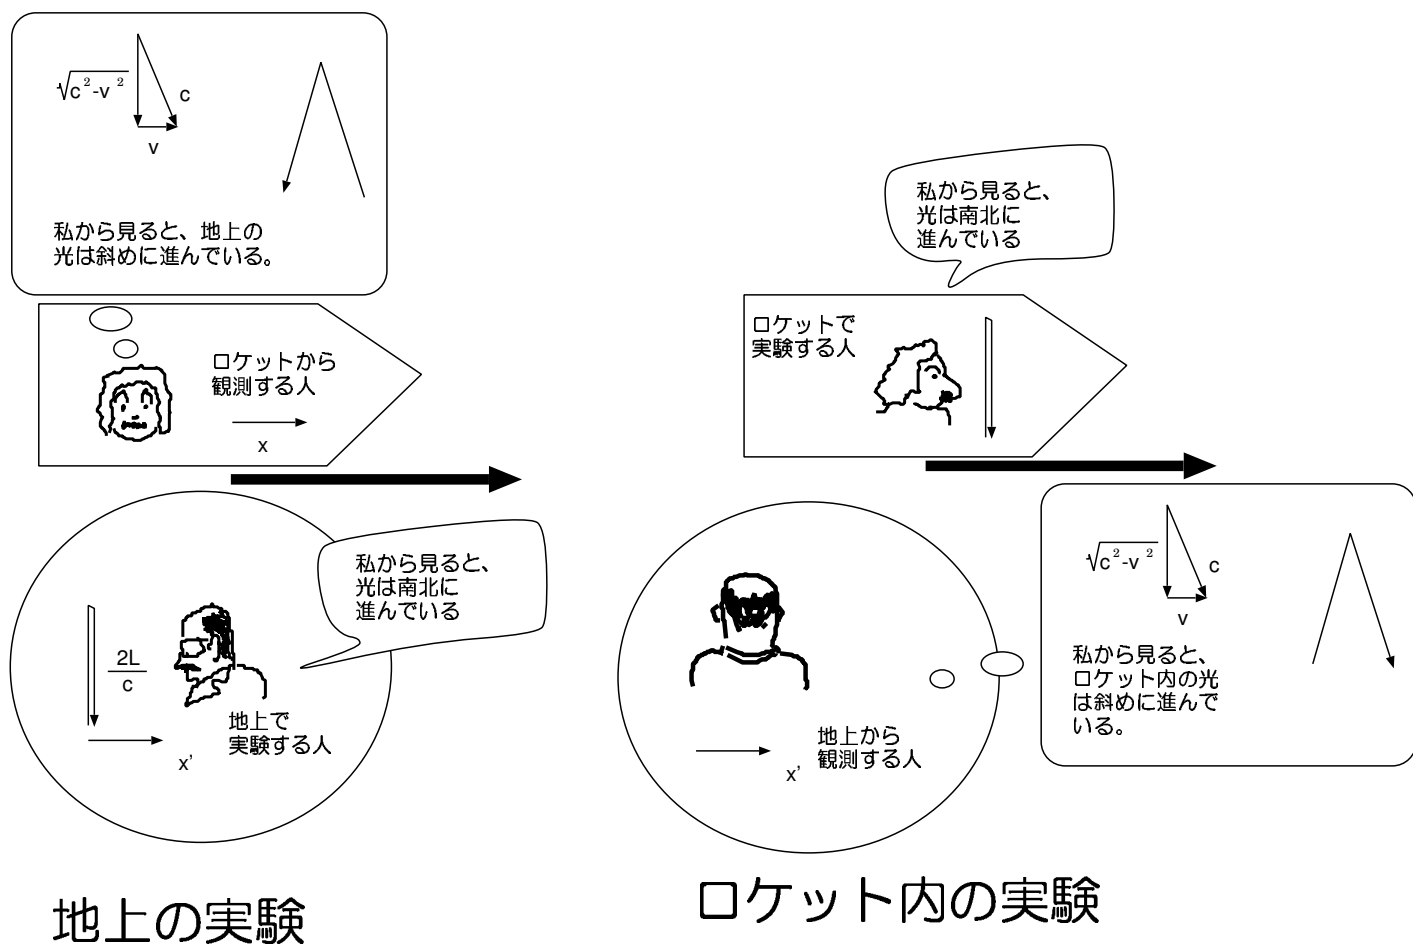 √c²-v²
c
v
私から見ると、地上の
光は斜めに進んでいる。
ロケットから
観測する人
x
私から見ると、
光は南北に
進んでいる
2L
c
地上で
実験する人
x'
地上の実験
私から見ると、
光は南北に
進んでいる
ロケットで
実験する人
√c²-v²
c
v
私から見ると、
ロケット内の光
は斜めに進んで
いる。
地上から
観測する人
x'
ロケット内の実験